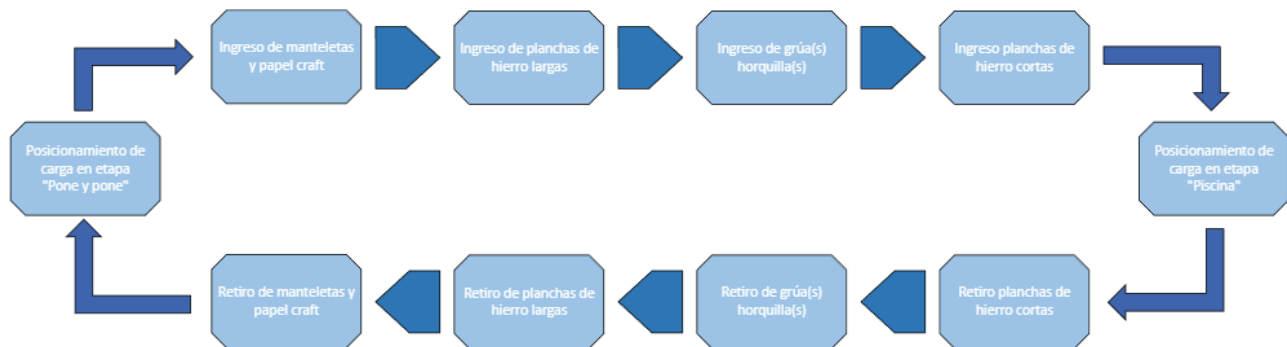 Ingreso de manteletas
y papel craft
Ingreso de planchas de
hierro largas
Ingreso de grúa(s)
horquilla(s)
Ingreso planchas de
hierro cortas
Posicionamiento de
carga en etapa
"Pone y pone"
Posicionamiento de
carga en etapa
"Piscina"
Retiro de manteletas y
papel craft
Retiro de planchas de
hierro largas
Retiro de grúa(s)
horquilla(s)
Retiro planchas de
hierro cortas